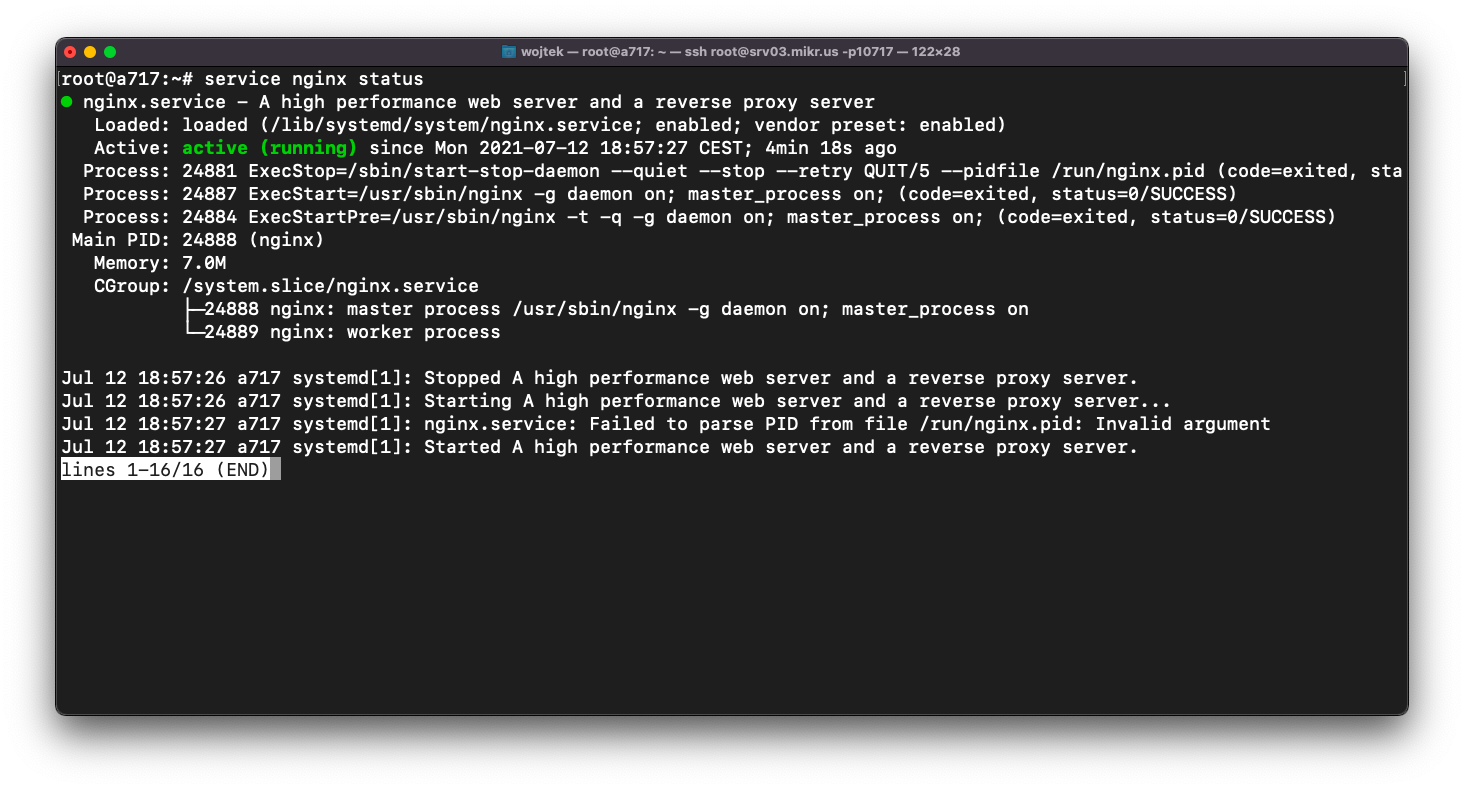 wojtek — root@a717: ~ — ssh root@srv03.mikr.us -p10717 — 122×28
root@a717:~# service nginx status
● nginx.service - A high performance web server and a reverse proxy server
   Loaded: loaded (/lib/systemd/system/nginx.service; enabled; vendor preset: enabled)
   Active: active (running) since Mon 2021-07-12 18:57:27 CEST; 4min 18s ago
  Process: 24881 ExecStop=/sbin/start-stop-daemon --quiet --stop --retry QUIT/5 --pidfile /run/nginx.pid (code=exited, sta
  Process: 24887 ExecStart=/usr/sbin/nginx -g daemon on; master_process on; (code=exited, status=0/SUCCESS)
  Process: 24884 ExecStartPre=/usr/sbin/nginx -t -q -g daemon on; master_process on; (code=exited, status=0/SUCCESS)
 Main PID: 24888 (nginx)
   Memory: 7.0M
   CGroup: /system.slice/nginx.service
           ├─24888 nginx: master process /usr/sbin/nginx -g daemon on; master_process on
           └─24889 nginx: worker process
Jul 12 18:57:26 a717 systemd[1]: Stopped A high performance web server and a reverse proxy server.
Jul 12 18:57:26 a717 systemd[1]: Starting A high performance web server and a reverse proxy server...
Jul 12 18:57:27 a717 systemd[1]: nginx.service: Failed to parse PID from file /run/nginx.pid: Invalid argument
Jul 12 18:57:27 a717 systemd[1]: Started A high performance web server and a reverse proxy server.
lines 1-16/16 (END)